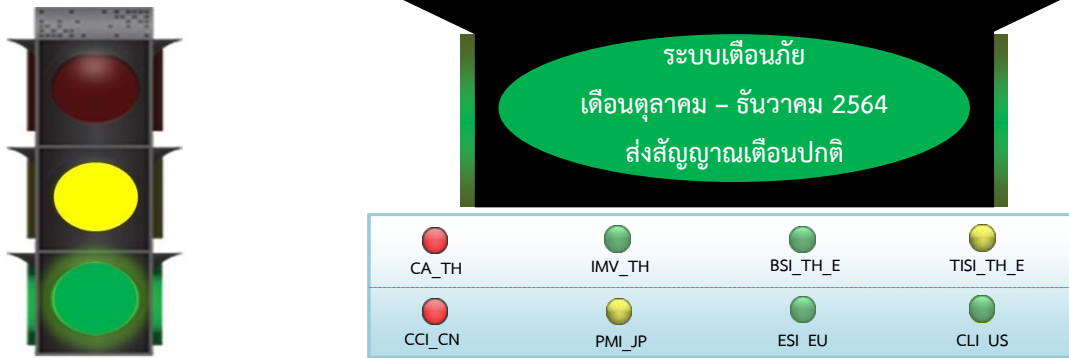 ระบบเตือนภัย
เดือนตุลาคม – ธันวาคม 2564
ส่งสัญญาณเตือนปกติ
CA_TH IMV_TH BSI_TH_E TISI_TH_E
CCI_CN PMI_JP ESI_EU CLI_US